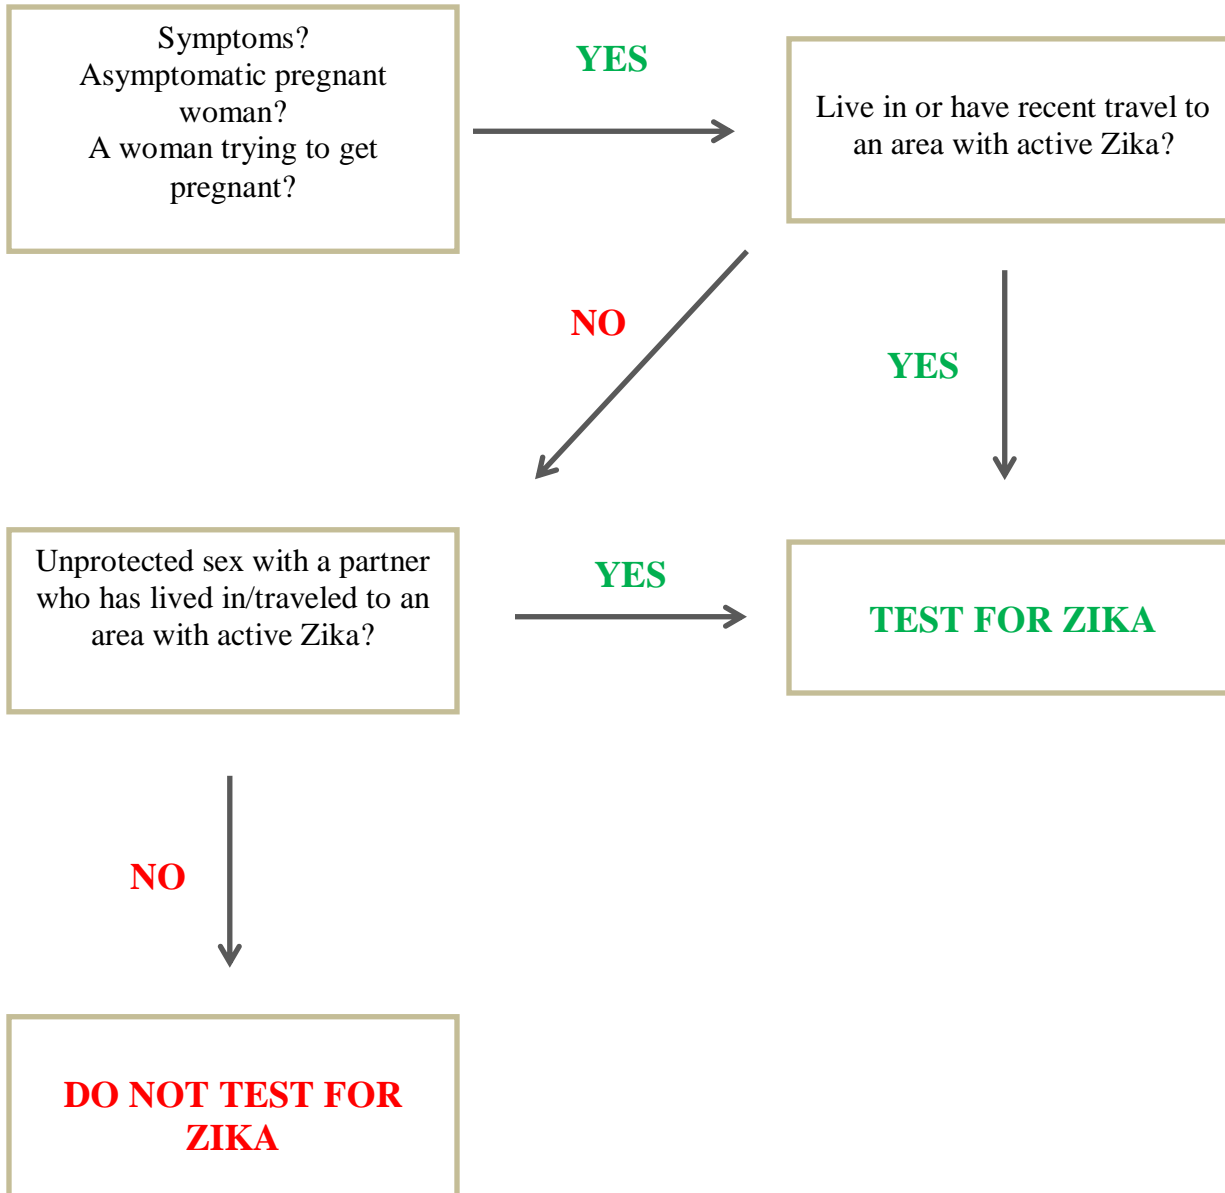 Symptoms?
Asymptomatic pregnant
woman?
A woman trying to get
pregnant?
YES
Live in or have recent travel to
an area with active Zika?
NO
YES
Unprotected sex with a partner
who has lived in/traveled to an
area with active Zika?
YES
TEST FOR ZIKA
NO
DO NOT TEST FOR
ZIKA